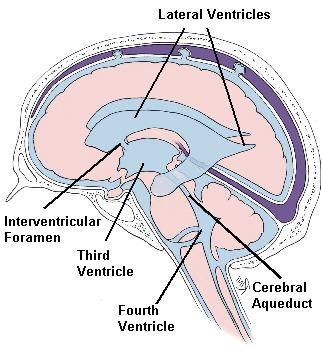 Lateral Ventricles
Interventricular
Foramen
Third
Ventricle
Fourth
Ventricle
Cerebral
Aqueduct